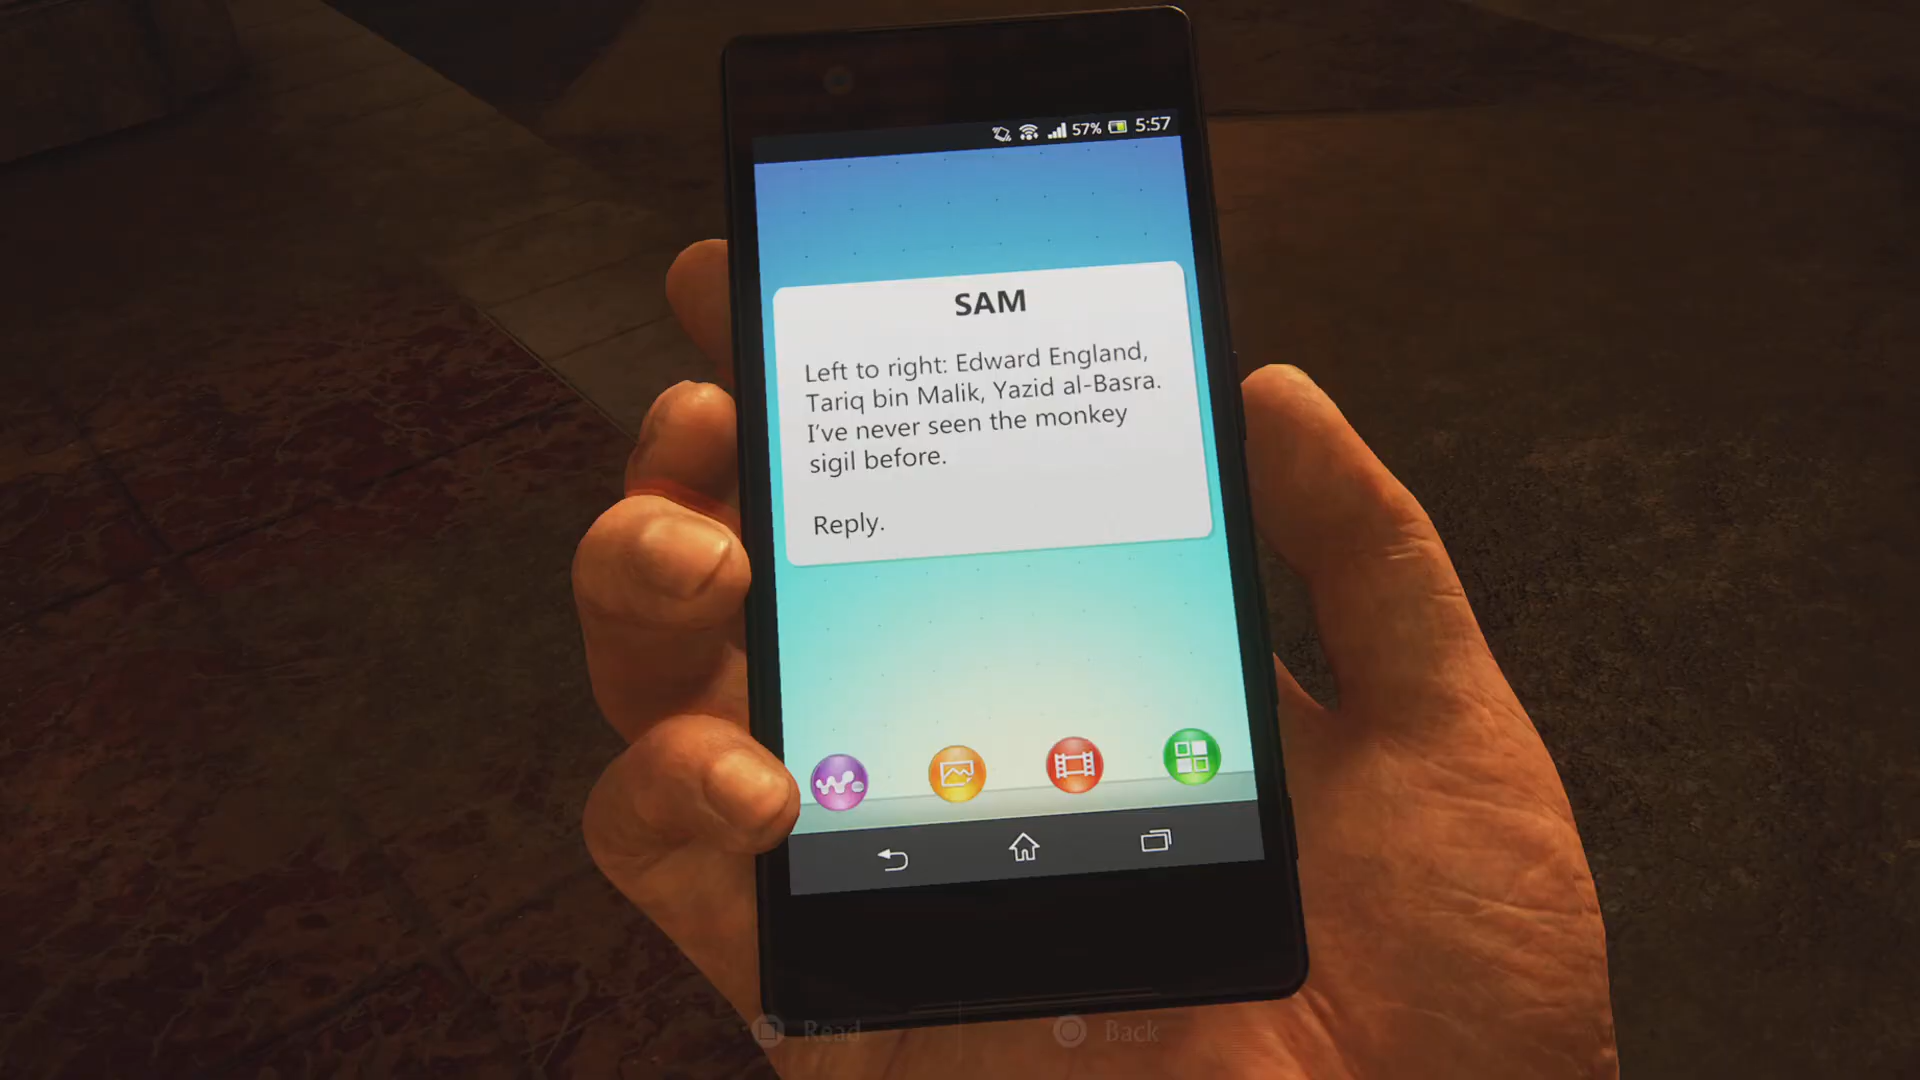 57% 5:57
SAM
Left to right: Edward England,
Tariq bin Malik, Yazid al-Basra.
I've never seen the monkey
sigil before.
Reply.
Read Back